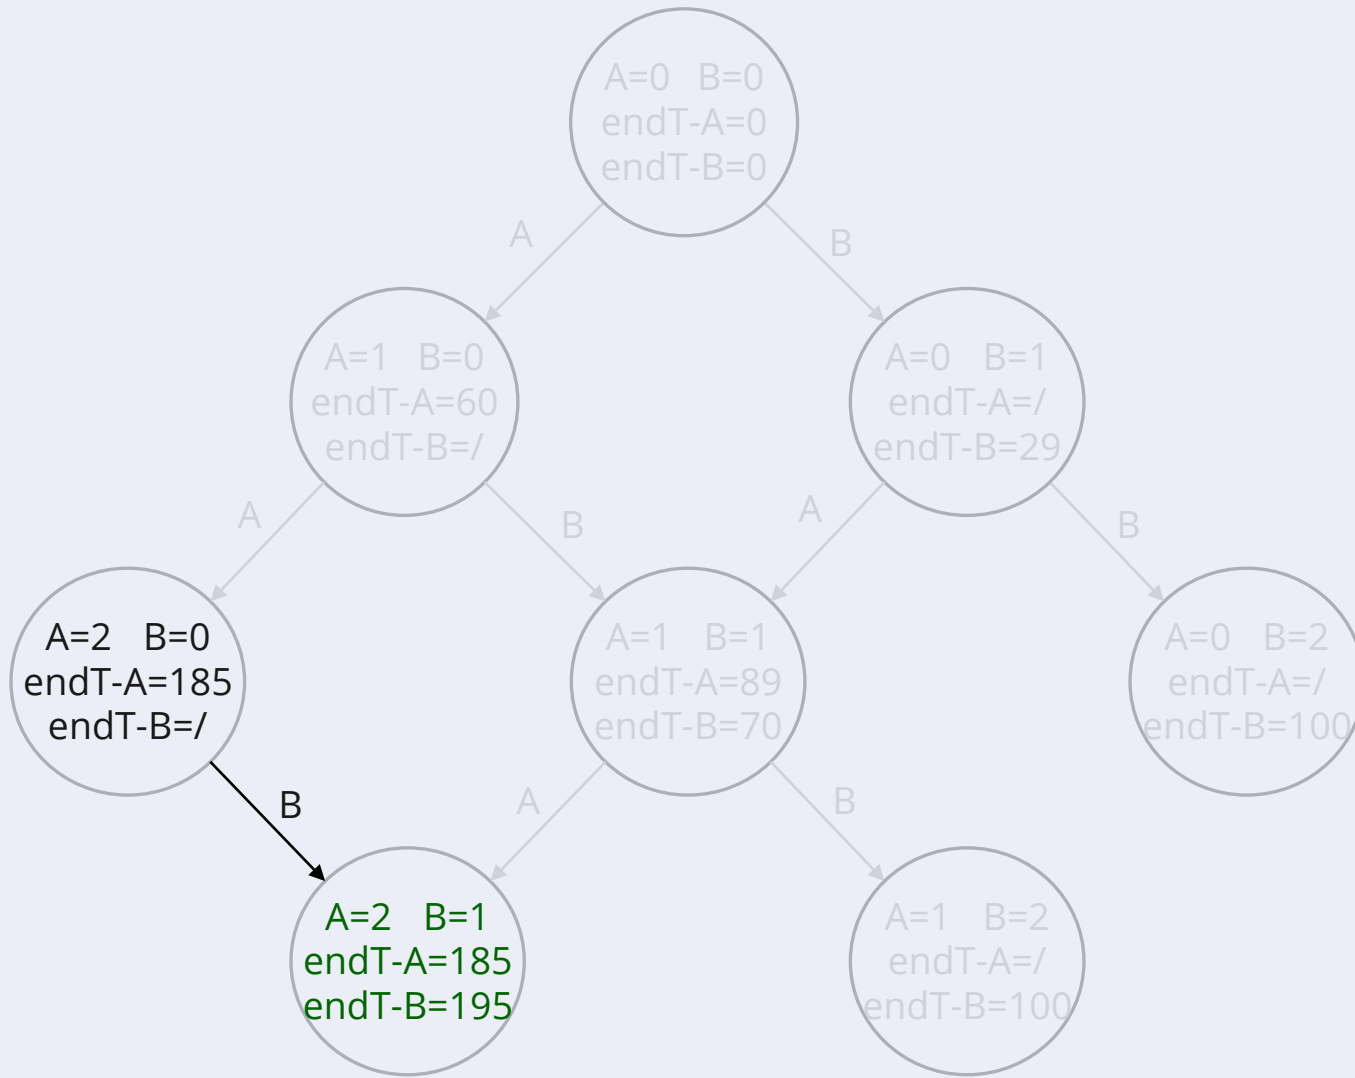 A=0 B=0
endT-A=0
endT-B=0
A
B
A=1 B=0
endT-A=60
endT-B=/
A=0 B=1
endT-A=/
endT-B=29
A
B
A
B
A=2 B=0
endT-A=185
endT-B=/
A=1 B=1
endT-A=89
endT-B=70
A=0 B=2
endT-A=/
endT-B=100
B
A
B
A=2 B=1
endT-A=185
endT-B=195
A=1 B=2
endT-A=/
endT-B=100